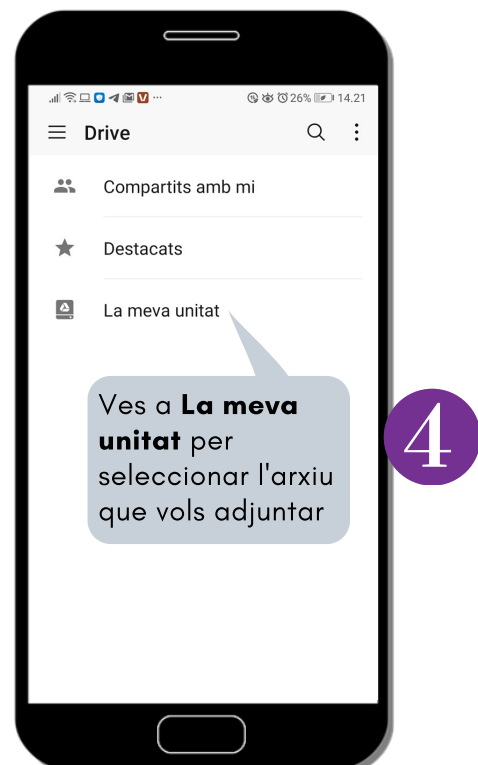 26% 14.21
Drive
Compartits amb mi
Destacats
La meva unitat
Ves a La meva
unitat per
seleccionar l'arxiu
que vols adjuntar
4